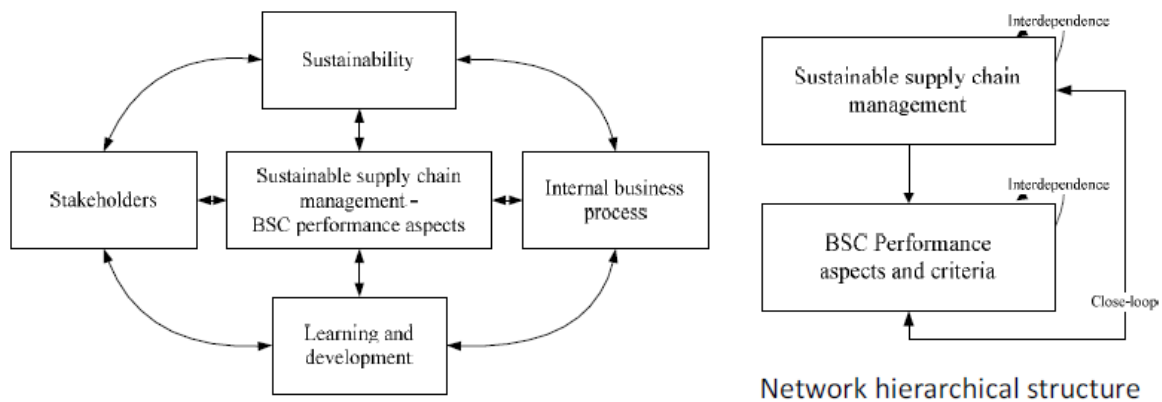 Sustainability
Stakeholders
Sustainable supply chain
management –
BSC performance aspects
Internal business
process
Learning and
development
Interdependence
Sustainable supply chain
management
Interdependence
BSC Performance
aspects and criteria
Close-loop
Network hierarchical structure